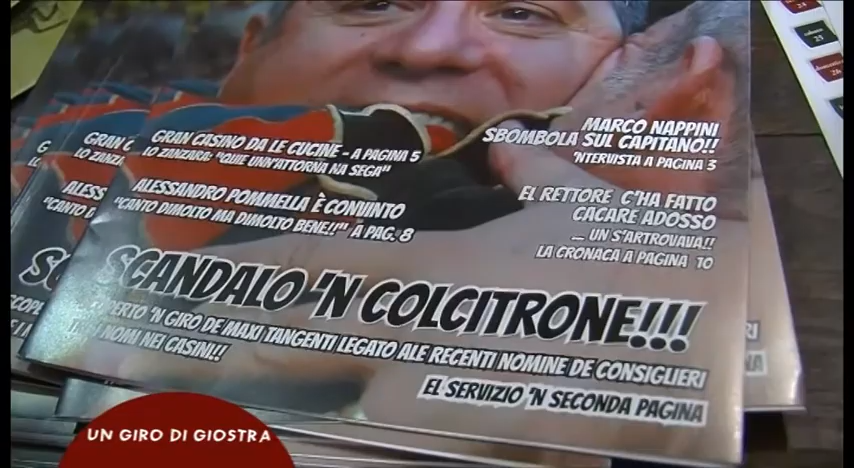 GRAN CASINO DA LE CUCINE - A PAGINA 5
LO ZANZARA: "QUIE UN'ATTORNA NA SEGA"
ALESSANDRO POMMELLA È CONVINTO
"CANTO DIMOLTO MA DIMOLTO BENE!!" A PAG. 8
MARCO NAPPINI
SBOMBOLA SUL CAPITANO!!
'NTERVISTA A PAGINA 3
EL RETTORE C'HA FATTO
CACARE ADOSSO
... UN S'ARTROVAVA!!
LA CRONACA A PAGINA 10
SCANDALO 'N COLCITRONE!!!
'N GIRO DE MAXI TANGENTI LEGATO ALE RECENTI NOMINE DE CONSIGLIERI
NOMI NEI CASINI!!
EL SERVIZIO 'N SECONDA PAGINA
UN GIRO DI GIOSTRA